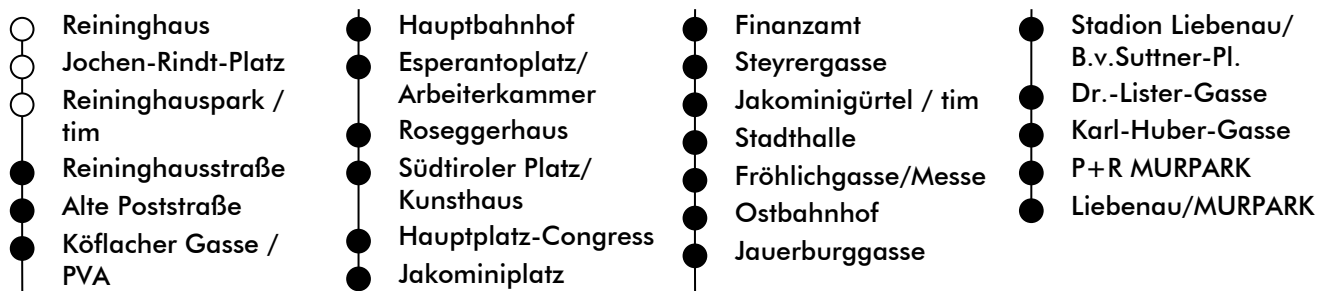 Reininghaus
Jochen-Rindt-Platz
Reininghauspark /
tim
Reininghausstraße
Alte Poststraße
Köflacher Gasse /
PVA
Hauptbahnhof
Esperantoplatz/
Arbeiterkammer
Roseggerhaus
Südtiroler Platz/
Kunsthaus
Hauptplatz-Congress
Jakominiplatz
Finanzamt
Steyrergasse
Jakominigürtel / tim
Stadthalle
Fröhlichgasse/Messe
Ostbahnhof
Jauerburggasse
Stadion Liebenau/
B.v.Suttner-Pl.
Dr.-Lister-Gasse
Karl-Huber-Gasse
P+R MURPARK
Liebenau/MURPARK